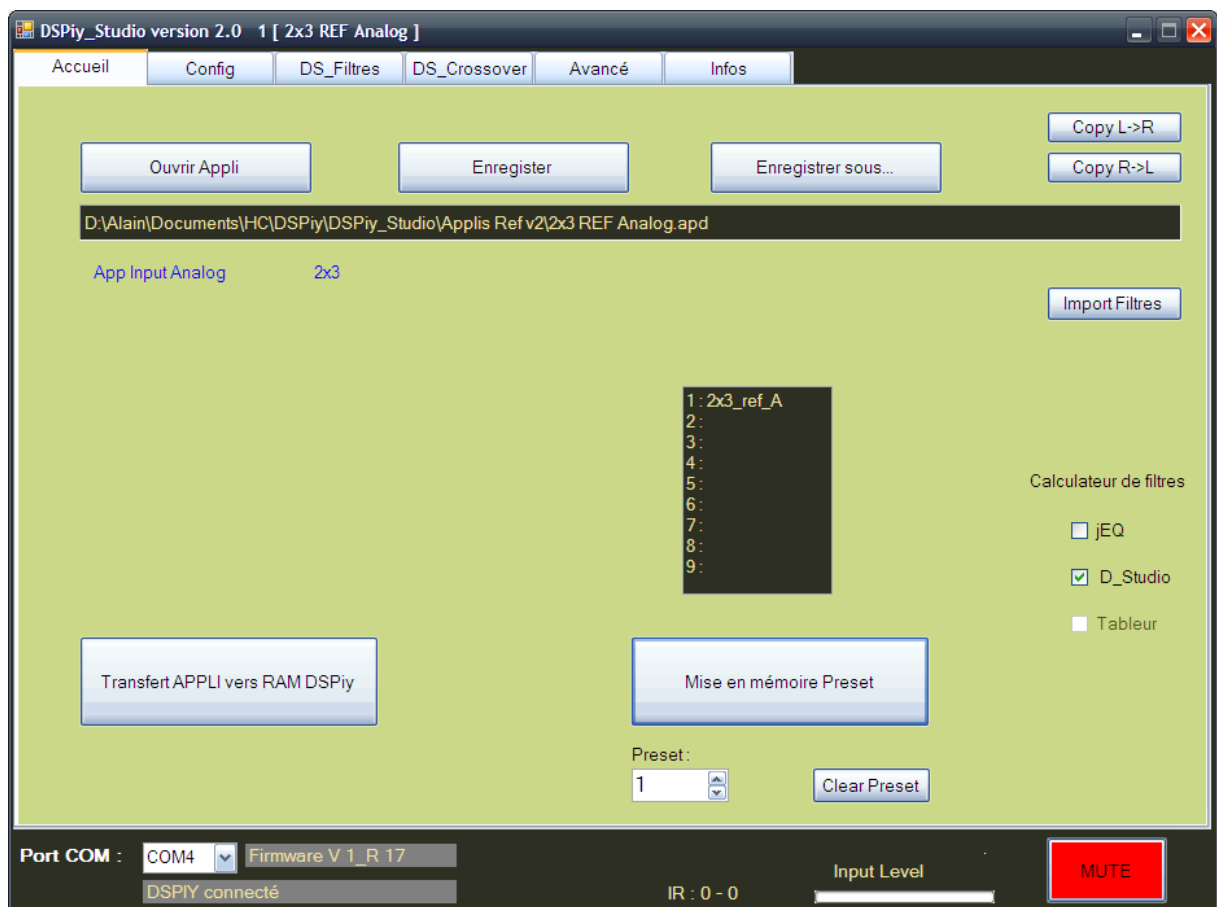 DSPiy_Studio version 2.0   1 [ 2x3 REF Analog ]
Accueil Config DS_Filtres DS_Crossover Avancé Infos
Copy L->R
Ouvrir Appli Enregister Enregistrer sous... Copy R->L
D:\Alain\Documents\HC\DSPiy\DSPiy_Studio\Applis Ref v2\2x3 REF Analog.apd
App Input Analog 2x3
Import Filtres
1 : 2x3_ref_A
2 :
3 :
4 :
5 :
6 :
7 :
8 :
9 :
Calculateur de filtres
jEQ
D_Studio
Tableur
Transfert APPLI vers RAM DSPiy Mise en mémoire Preset
Preset :
1 Clear Preset
Port COM : COM4 Firmware V 1_R 17
DSPIY connecté
IR : 0 - 0
Input Level
MUTE